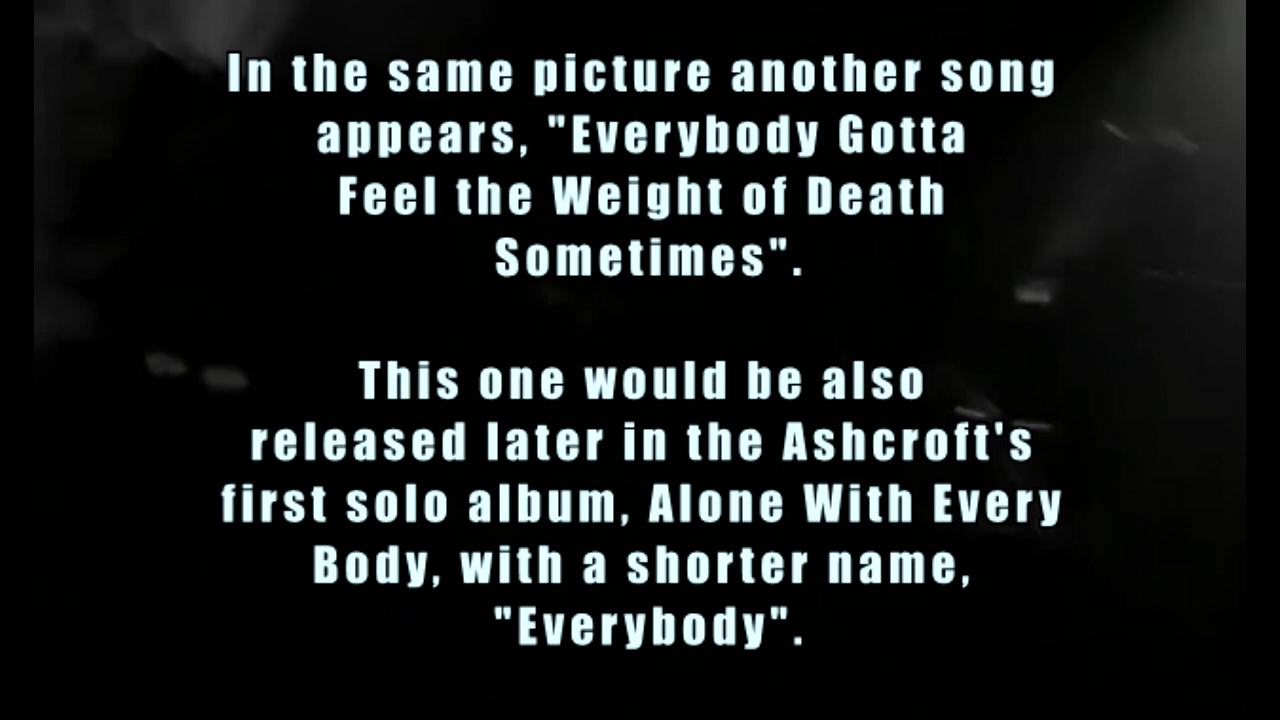 In the same picture another song
appears, "Everybody Gotta
Feel the Weight of Death
Sometimes".
This one would be also
released later in the Ashcroft's
first solo album, Alone With Every
Body, with a shorter name,
"Everybody".